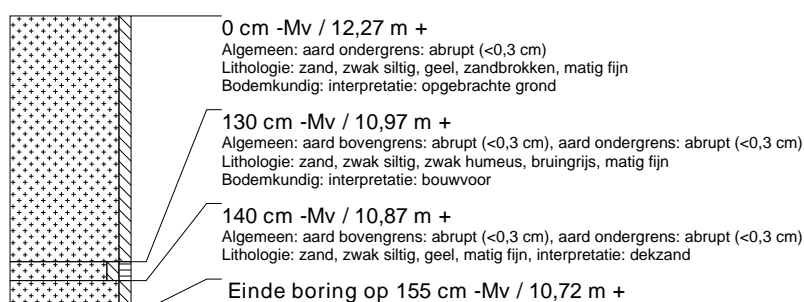 0 cm -Mv / 12,27 m +
Algemeen: aard ondergrens: abrupt (<0,3 cm)
Lithologie: zand, zwak siltig, geel, zandbrokken, matig fijn
Bodemkundig: interpretatie: opgebrachte grond
130 cm -Mv / 10,97 m +
Algemeen: aard bovengrens: abrupt (<0,3 cm), aard ondergrens: abrupt (<0,3 cm)
Lithologie: zand, zwak siltig, zwak humeus, bruingrijs, matig fijn
Bodemkundig: interpretatie: bouwvoor
140 cm -Mv / 10,87 m +
Algemeen: aard bovengrens: abrupt (<0,3 cm), aard ondergrens: abrupt (<0,3 cm)
Lithologie: zand, zwak siltig, geel, matig fijn, interpretatie: dekzand
Einde boring op 155 cm -Mv / 10,72 m +